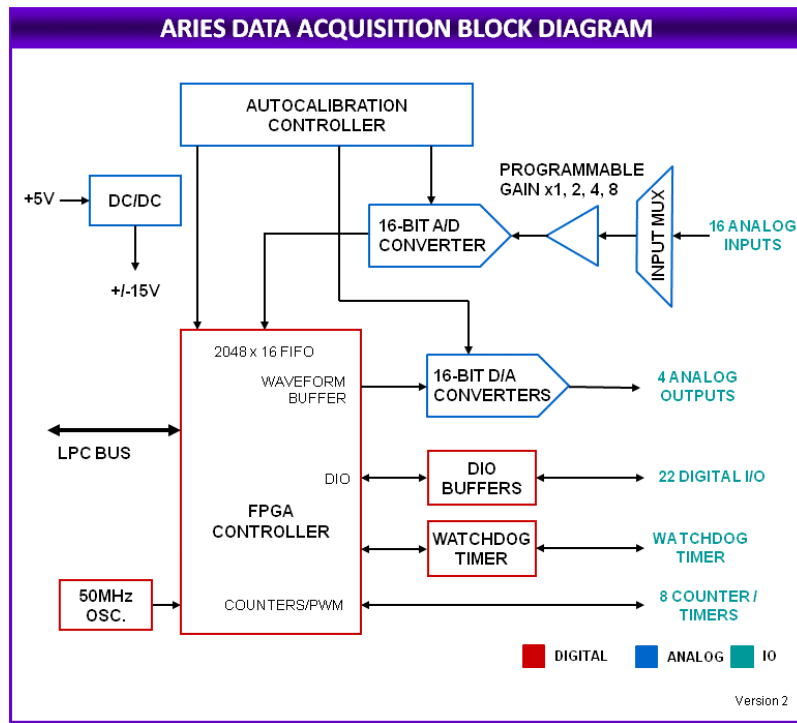 ARIES DATA ACQUISITION BLOCK DIAGRAM
AUTOCALIBRATION
CONTROLLER
PROGRAMMABLE
GAIN x1, 2, 4, 8
+5V
DC/DC
16-BIT A/D
CONVERTER
INPUT MUX
16 ANALOG
INPUTS
+/-15V
2048 x 16 FIFO
WAVEFORM
BUFFER
16-BIT D/A
CONVERTERS
4 ANALOG
OUTPUTS
LPC BUS
DIO
DIO
BUFFERS
22 DIGITAL I/O
FPGA
CONTROLLER
WATCHDOG
TIMER
WATCHDOG
TIMER
50MHz
OSC.
COUNTERS/PWM
8 COUNTER /
TIMERS
DIGITAL
ANALOG
IO
Version 2